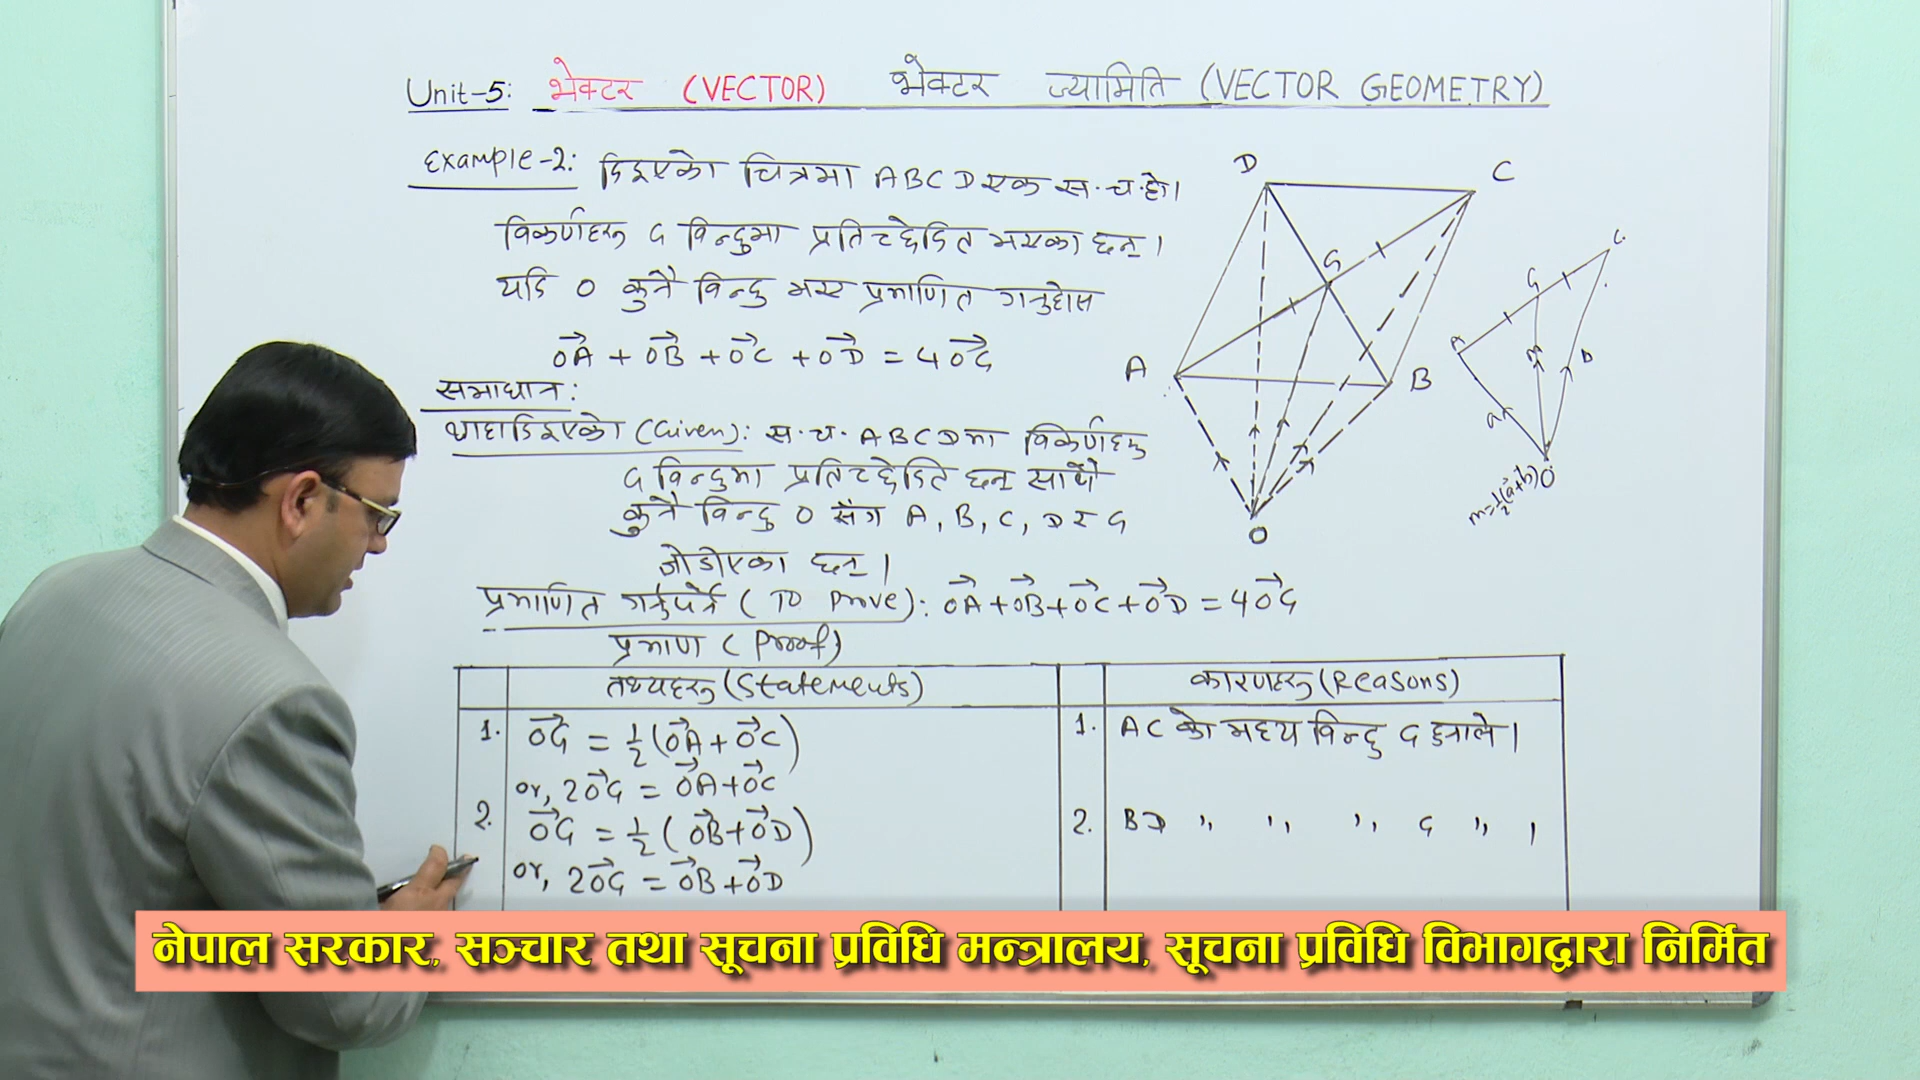 Unit-5: भेक्टर (VECTOR) भेक्टर ज्यामिति (VECTOR GEOMETRY)
Example-2: दिइएको चित्रमा ABCD एक स.च.हो।
विकर्णहरू G विन्दुमा प्रतिच्छेदित भएका छन्।
यदि O कुनै विन्दु भए प्रमाणित गर्नुहोस
OA→ + OB→ + OC→ + OD→ = 4OG→
समाधान:
थाहादिइएको (Given): स.च. ABCDमा विकर्णहरू
G विन्दुमा प्रतिच्छेदित छन् साथै
कुनै विन्दु O सँग A, B, C, D र G
जोडीएका छन्।
प्रमाणित गर्नुपर्ने (To Prove): OA→ + OB→ + OC→ + OD→ = 4OG→
प्रमाण (Proof)
तथ्यहरू (Statements) कारणहरू (Reasons)
1. OG→ = ½(OA→ + OC→) 1. AC को मध्य विन्दु G हुनाले।
or, 2OG→ = OA→ + OC→
2. OG→ = ½(OB→ + OD→) 2. BD ,, ,, ,, G ,, ।
or, 2OG→ = OB→ + OD→
D C
G
A B
O
C
G
A
m b
a
O
m=½(a→+b→)
नेपाल सरकार, सञ्चार तथा सूचना प्रविधि मन्त्रालय, सूचना प्रविधि विभागद्वारा निर्मित